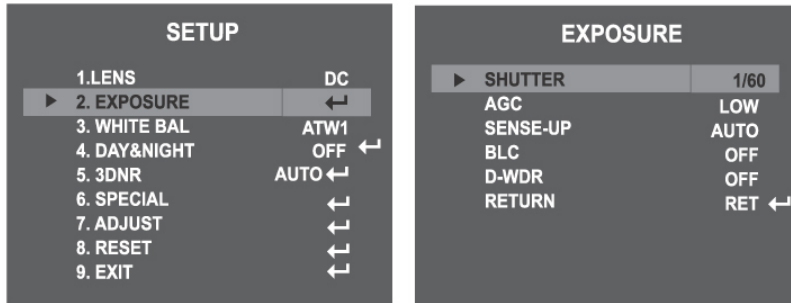 SETUP
1.LENS DC
2. EXPOSURE
3. WHITE BAL ATW1
4. DAY&NIGHT OFF
5. 3DNR AUTO
6. SPECIAL
7. ADJUST
8. RESET
9. EXIT
EXPOSURE
SHUTTER 1/60
AGC LOW
SENSE-UP AUTO
BLC OFF
D-WDR OFF
RETURN RET